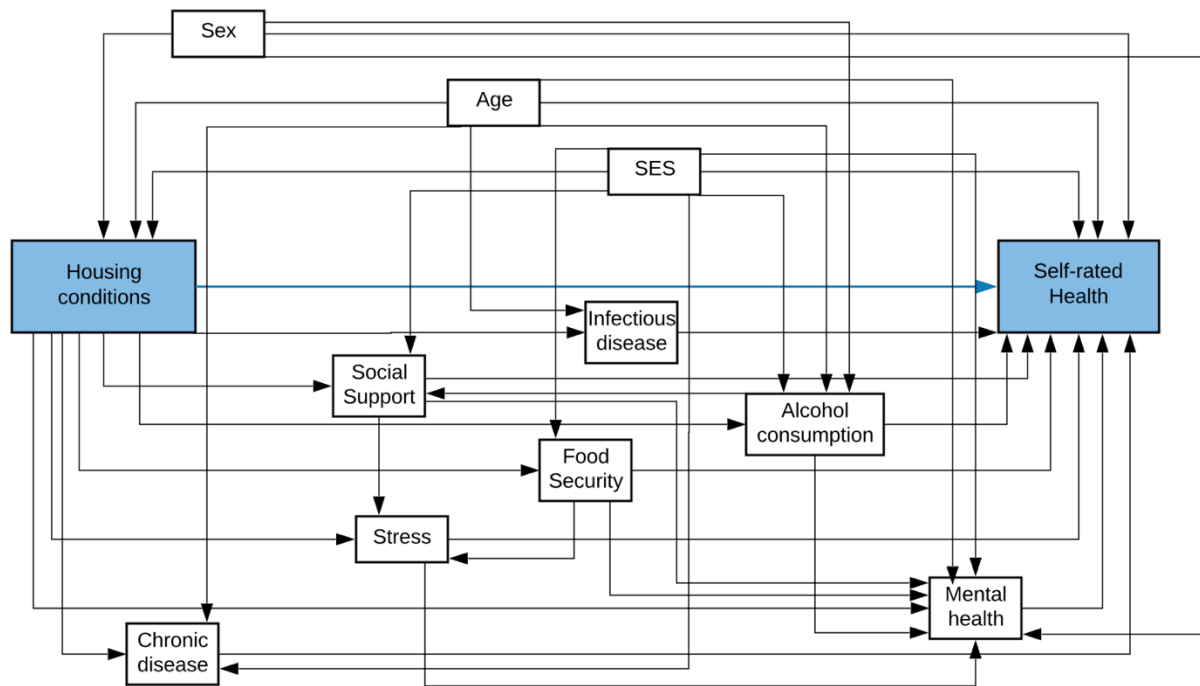 Sex
Age
SES
Housing
conditions
Self-rated
Health
Infectious
disease
Social
Support
Alcohol
consumption
Food
Security
Stress
Mental
health
Chronic
disease